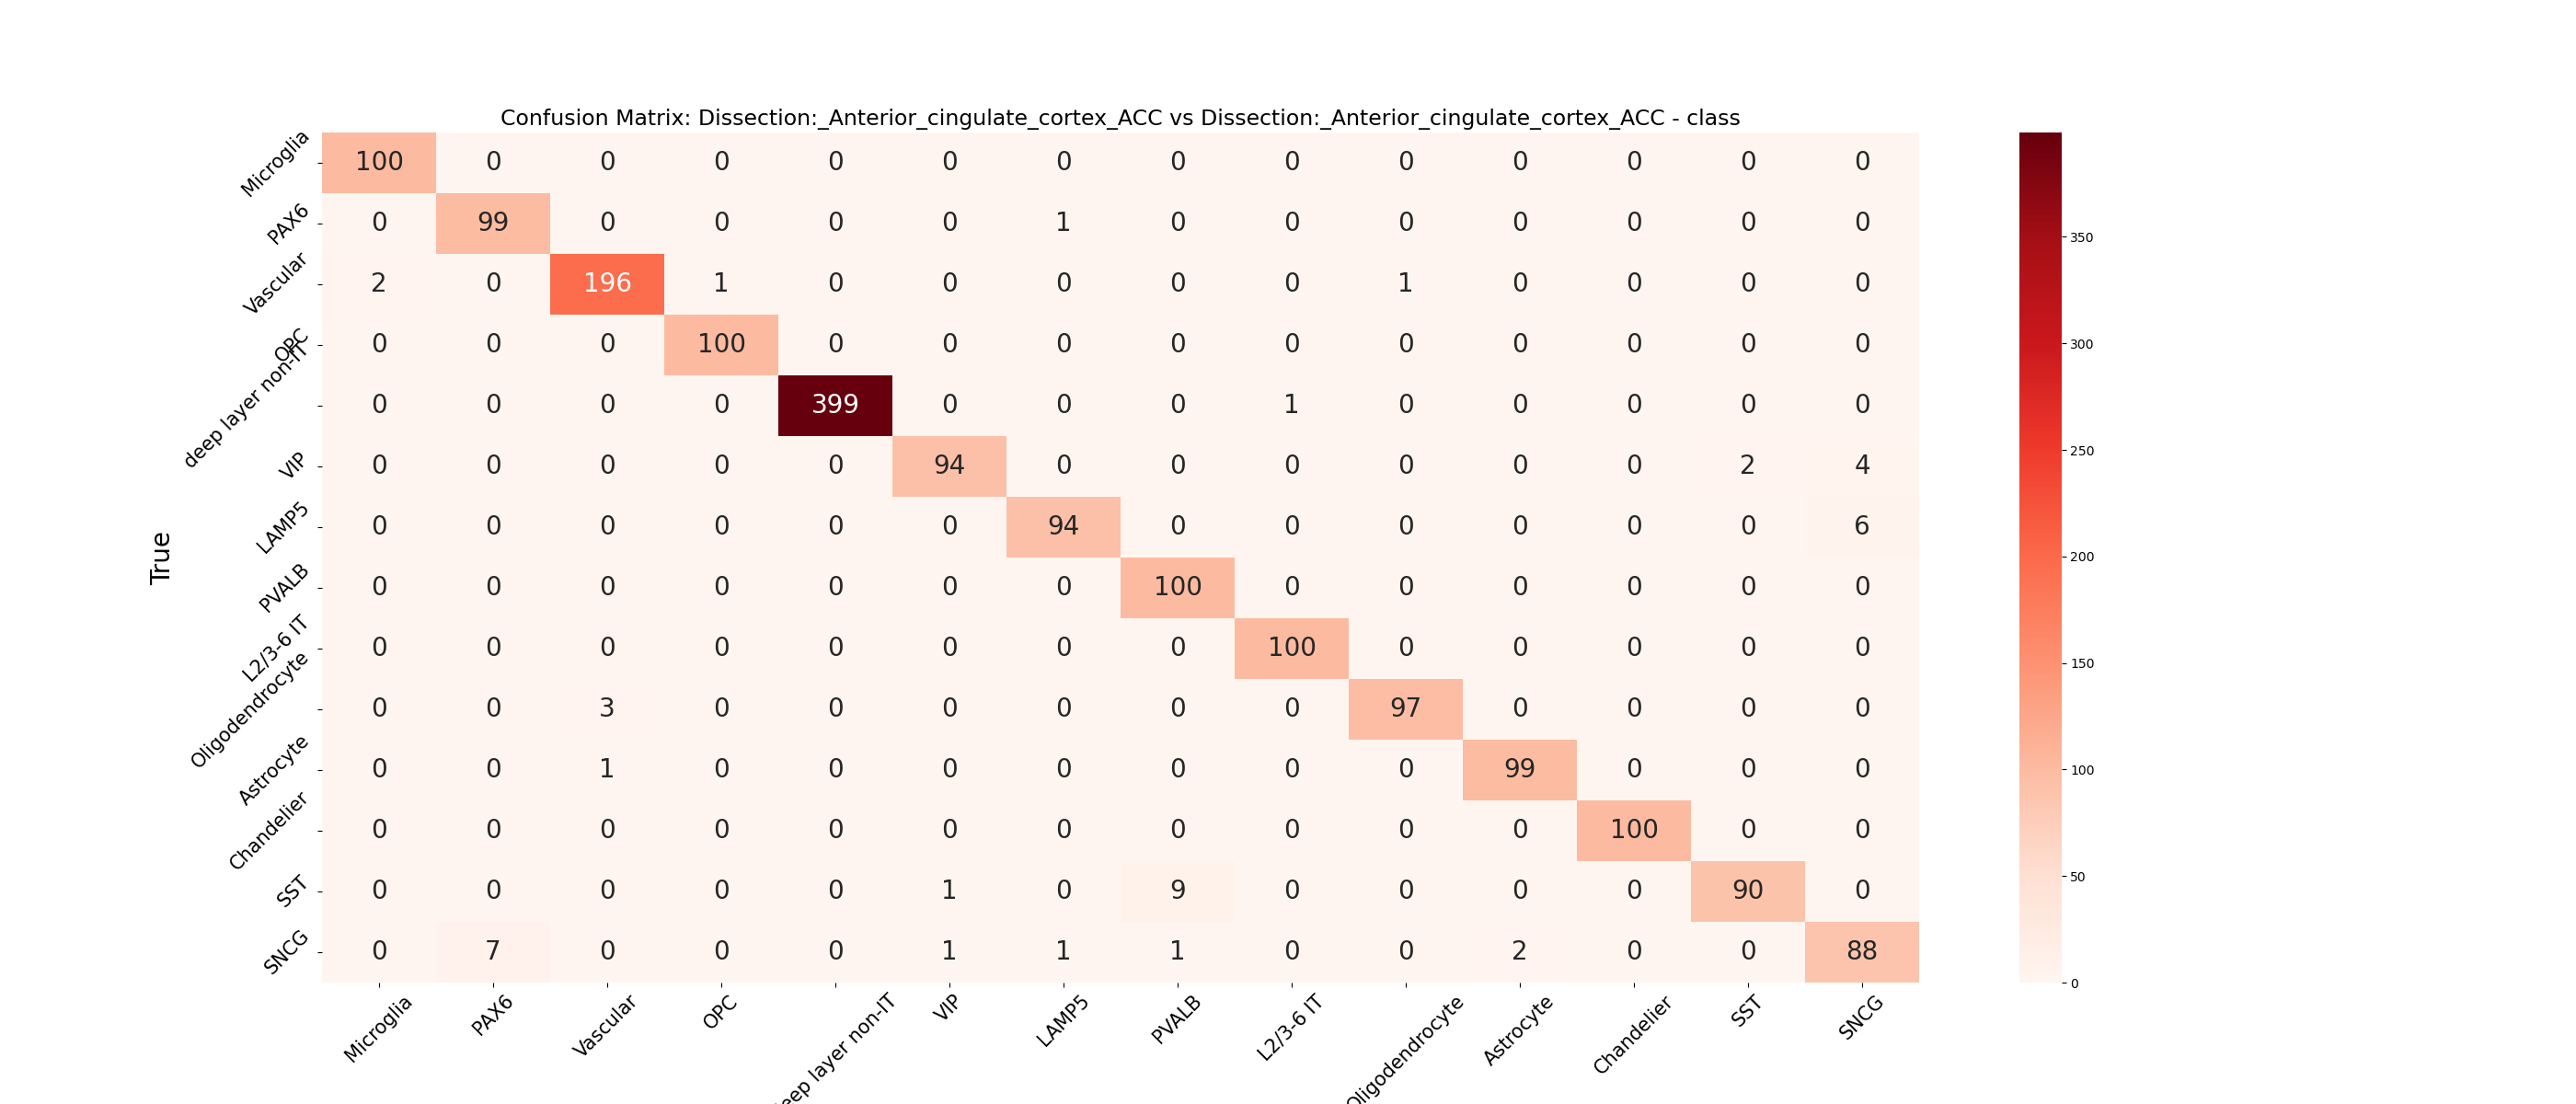 Confusion Matrix: Dissection:_Anterior_cingulate_cortex_ACC vs Dissection:_Anterior_cingulate_cortex_ACC - class
Microglia 100 0 0 0 0 0 0 0 0 0 0 0 0 0
PAX6 0 99 0 0 0 0 1 0 0 0 0 0 0 0
Vascular 2 0 196 1 0 0 0 0 0 1 0 0 0 0
OPC 0 0 0 100 0 0 0 0 0 0 0 0 0 0
deep layer non-IT 0 0 0 0 399 0 0 0 1 0 0 0 0 0
VIP 0 0 0 0 0 94 0 0 0 0 0 0 2 4
LAMP5 0 0 0 0 0 0 94 0 0 0 0 0 0 6
PVALB 0 0 0 0 0 0 0 100 0 0 0 0 0 0
L2/3-6 IT 0 0 0 0 0 0 0 0 100 0 0 0 0 0
Oligodendrocyte 0 0 3 0 0 0 0 0 0 97 0 0 0 0
Astrocyte 0 0 1 0 0 0 0 0 0 0 99 0 0 0
Chandelier 0 0 0 0 0 0 0 0 0 0 0 100 0 0
SST 0 0 0 0 0 1 0 9 0 0 0 0 90 0
SNCG 0 7 0 0 0 1 1 1 0 0 2 0 0 88
Microglia PAX6 Vascular OPC eep layer non-IT VIP LAMP5 PVALB L2/3-6 IT Oligodendrocyte Astrocyte Chandelier SST SNCG
True
350
300
250
200
150
100
50
0